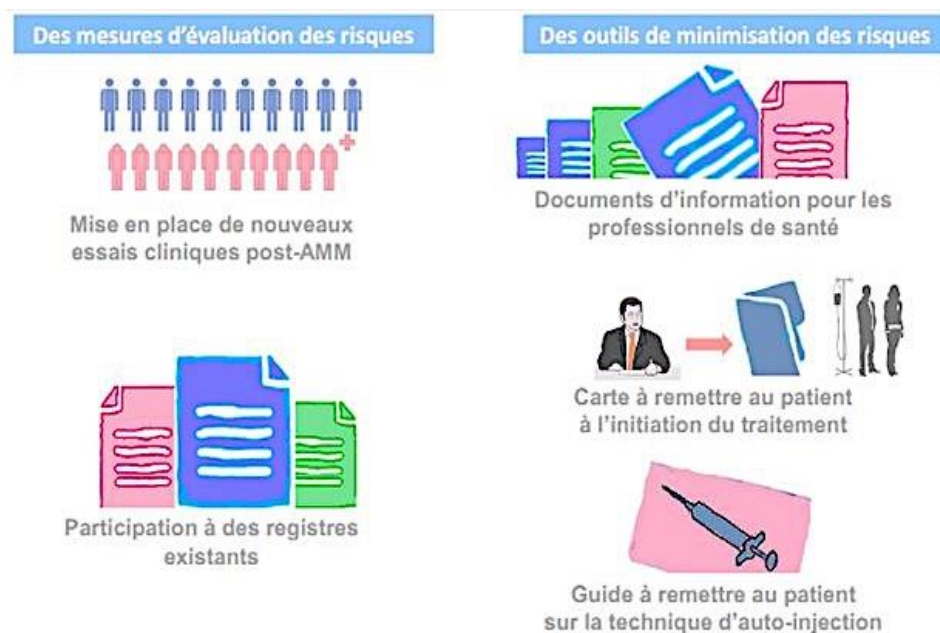 Des mesures d'évaluation des risques
Mise en place de nouveaux
essais cliniques post-AMM
Participation à des registres
existants
Des outils de minimisation des risques
Documents d'information pour les
professionnels de santé
Carte à remettre au patient
à l'initiation du traitement
Guide à remettre au patient
sur la technique d'auto-injection